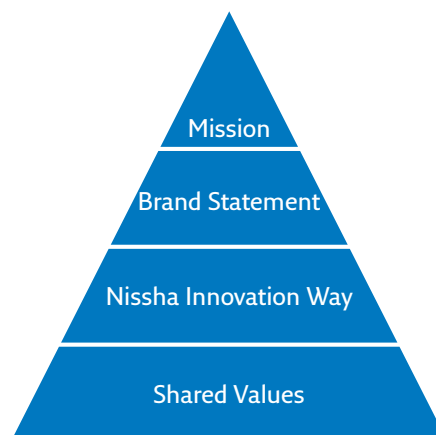 Mission
Brand Statement
Nissha Innovation Way
Shared Values